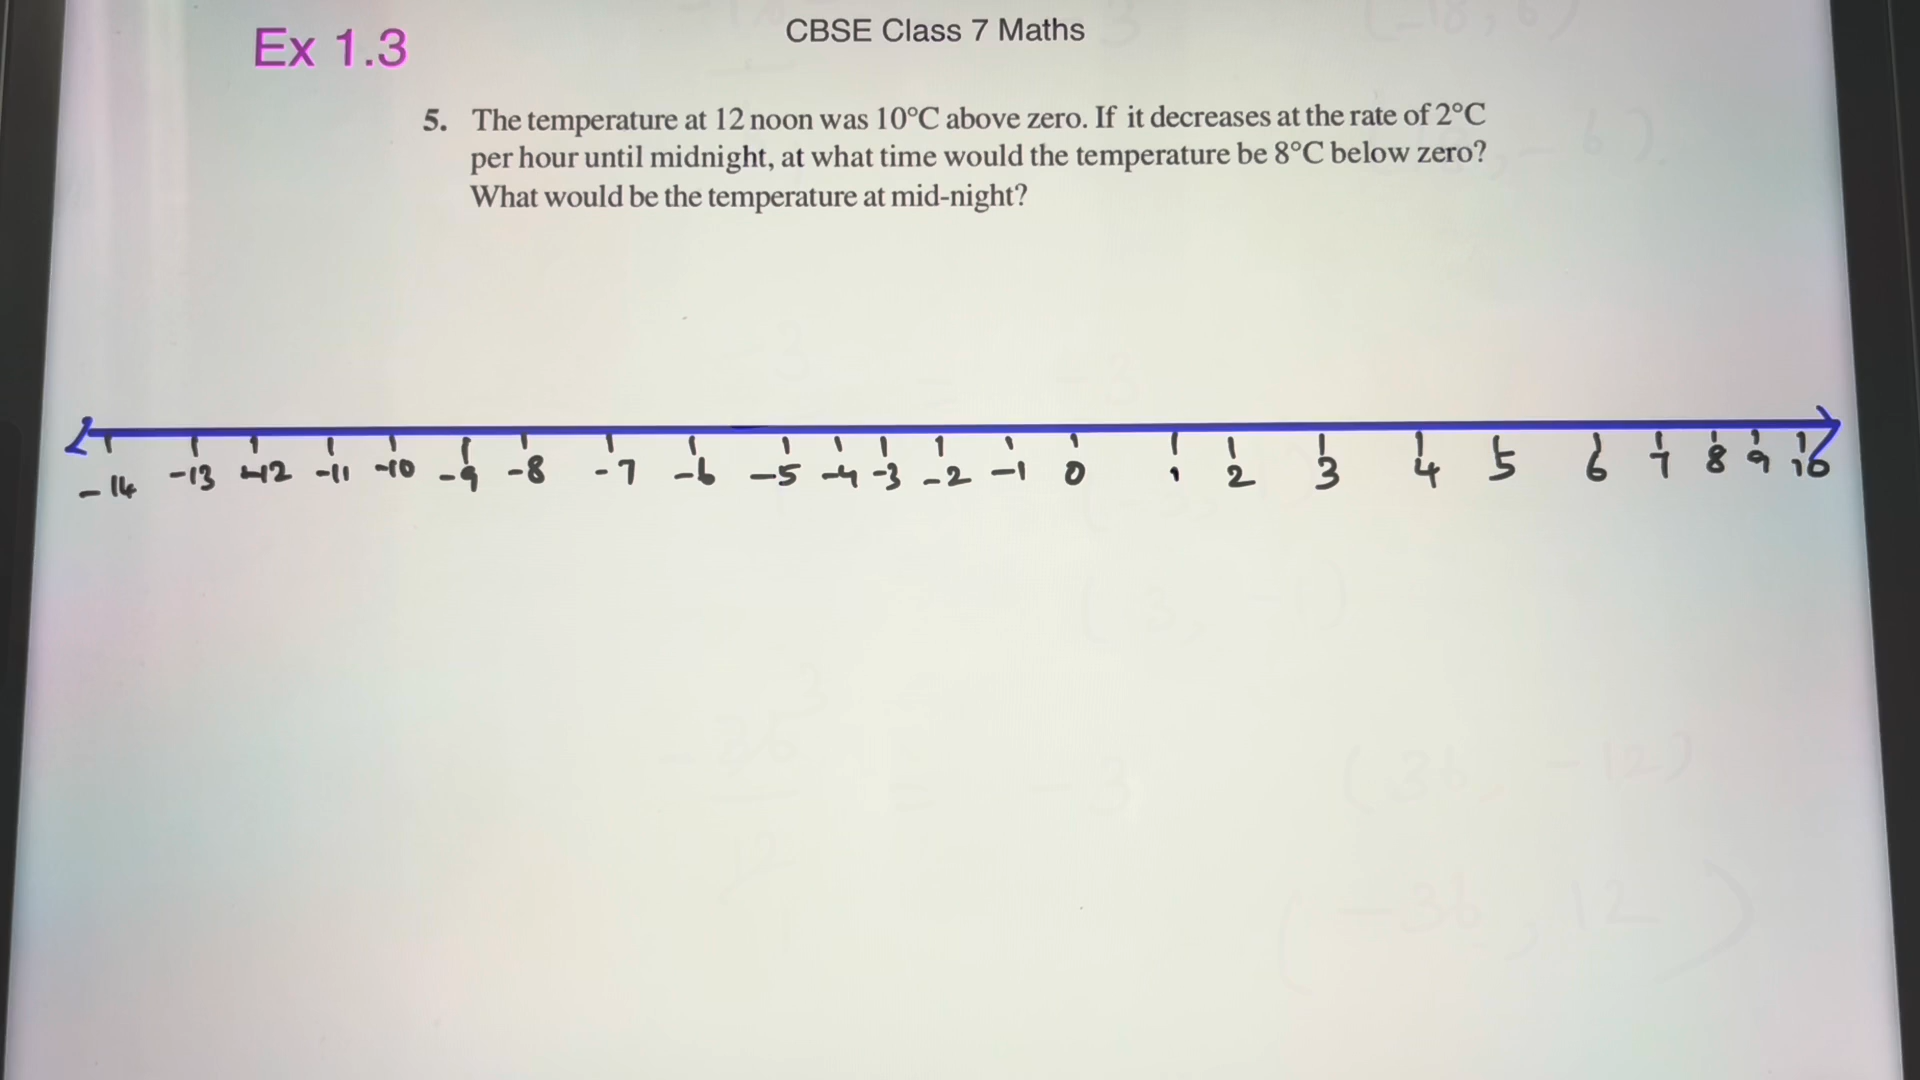 Ex 1.3
CBSE Class 7 Maths
5. The temperature at 12 noon was 10°C above zero. If it decreases at the rate of 2°C
per hour until midnight, at what time would the temperature be 8°C below zero?
What would be the temperature at mid-night?
-14 -13 -12 -11 -10 -9 -8 -7 -6 -5 -4 -3 -2 -1 0 1 2 3 4 5 6 7 8 9 10